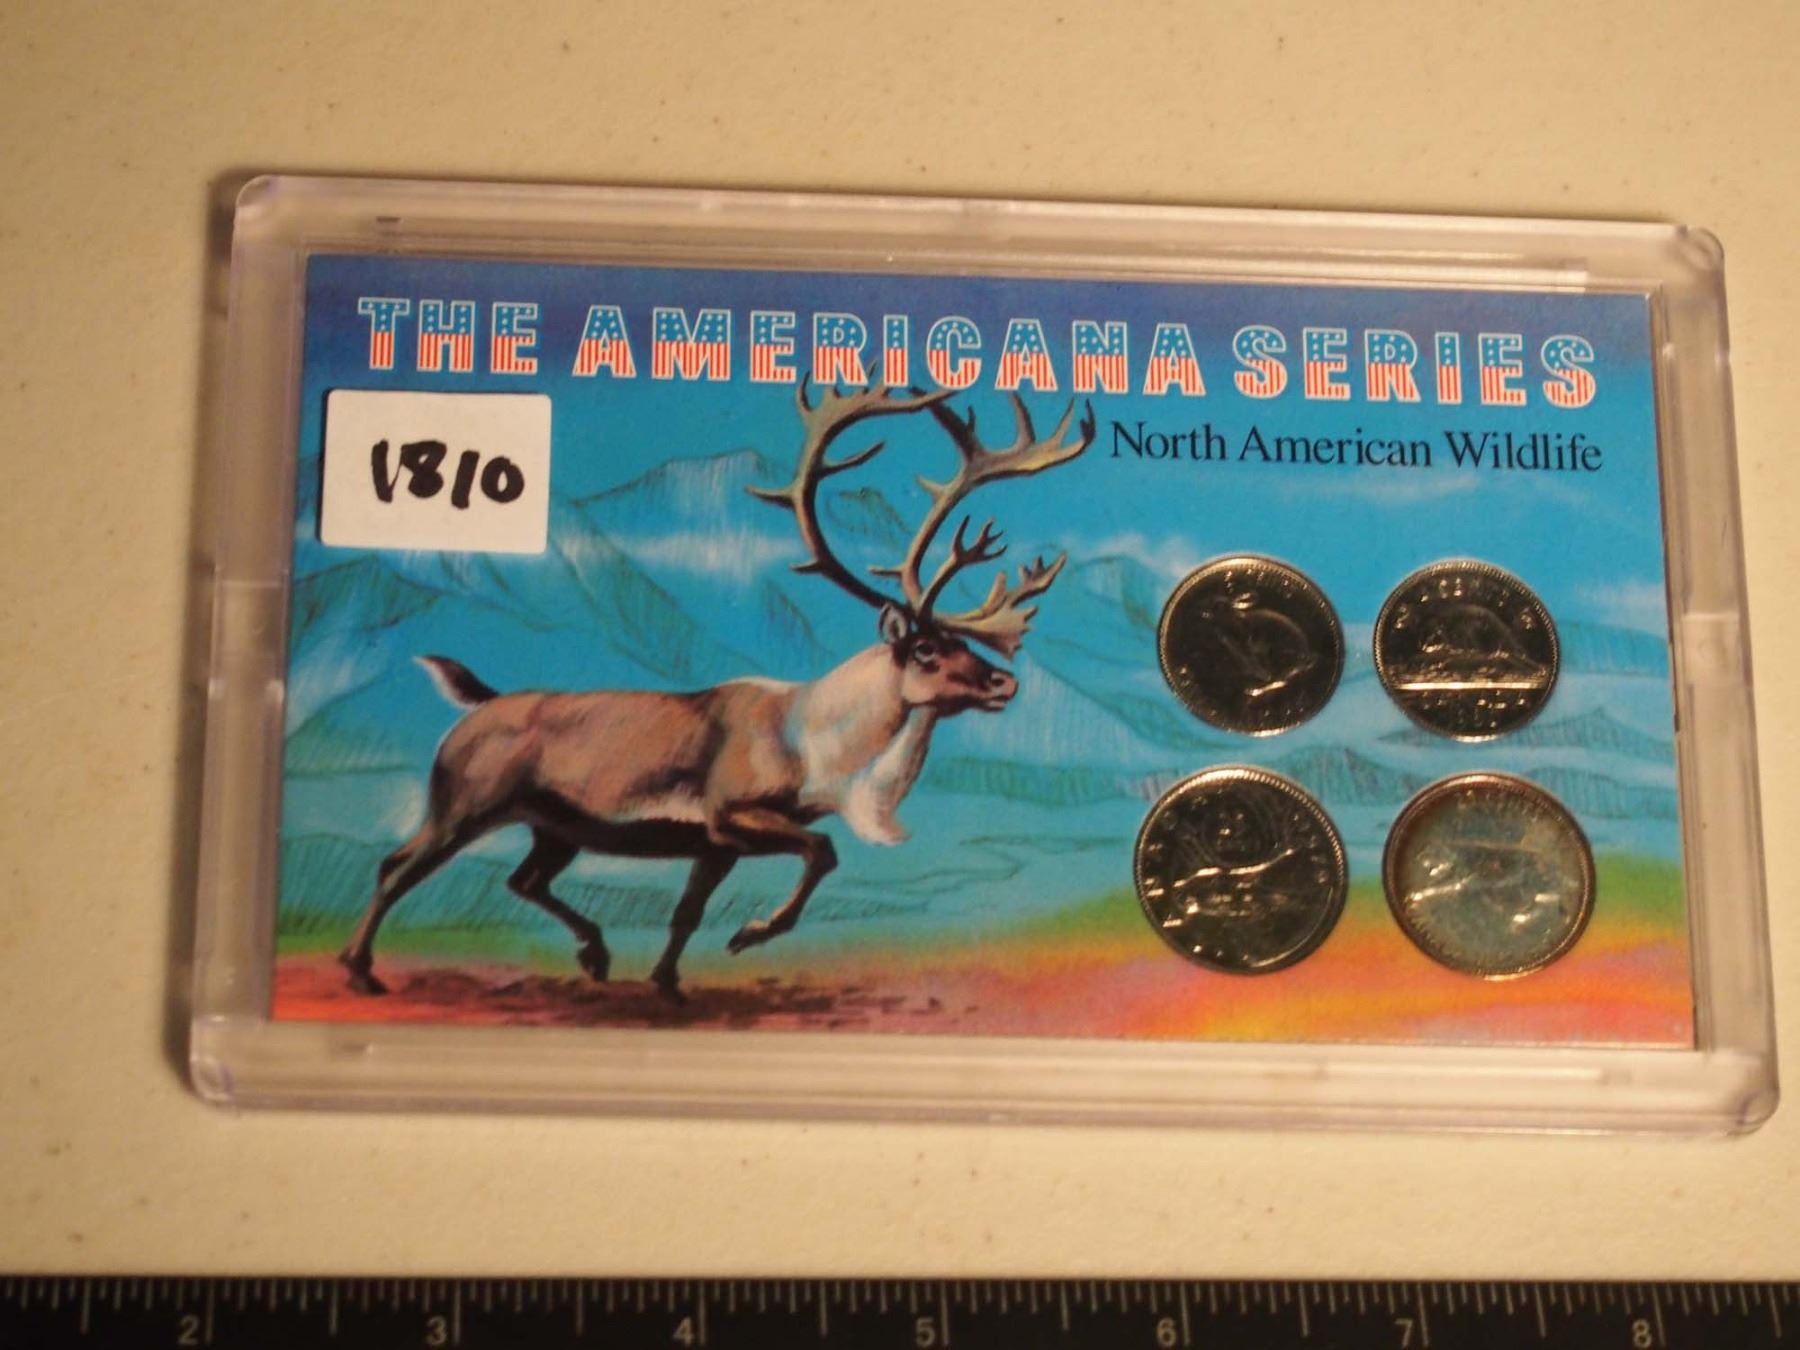 THE AMERICANA SERIES
North American Wildlife
1810
2 3 4 5 6 7 8